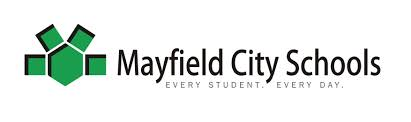 Mayfield City Schools
EVERY STUDENT. EVERY DAY.